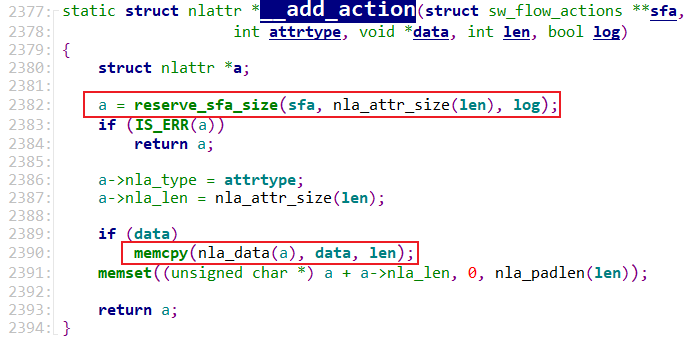 2377: static struct nlattr *__add_action(struct sw_flow_actions **sfa,
2378:                  int attrtype, void *data, int len, bool log)
2379: {
2380:     struct nlattr *a;
2381:
2382:     a = reserve_sfa_size(sfa, nla_attr_size(len), log);
2383:     if (IS_ERR(a))
2384:         return a;
2385:
2386:     a->nla_type = attrtype;
2387:     a->nla_len = nla_attr_size(len);
2388:
2389:     if (data)
2390:         memcpy(nla_data(a), data, len);
2391:     memset((unsigned char *) a + a->nla_len, 0, nla_padlen(len));
2392:
2393:     return a;
2394: }